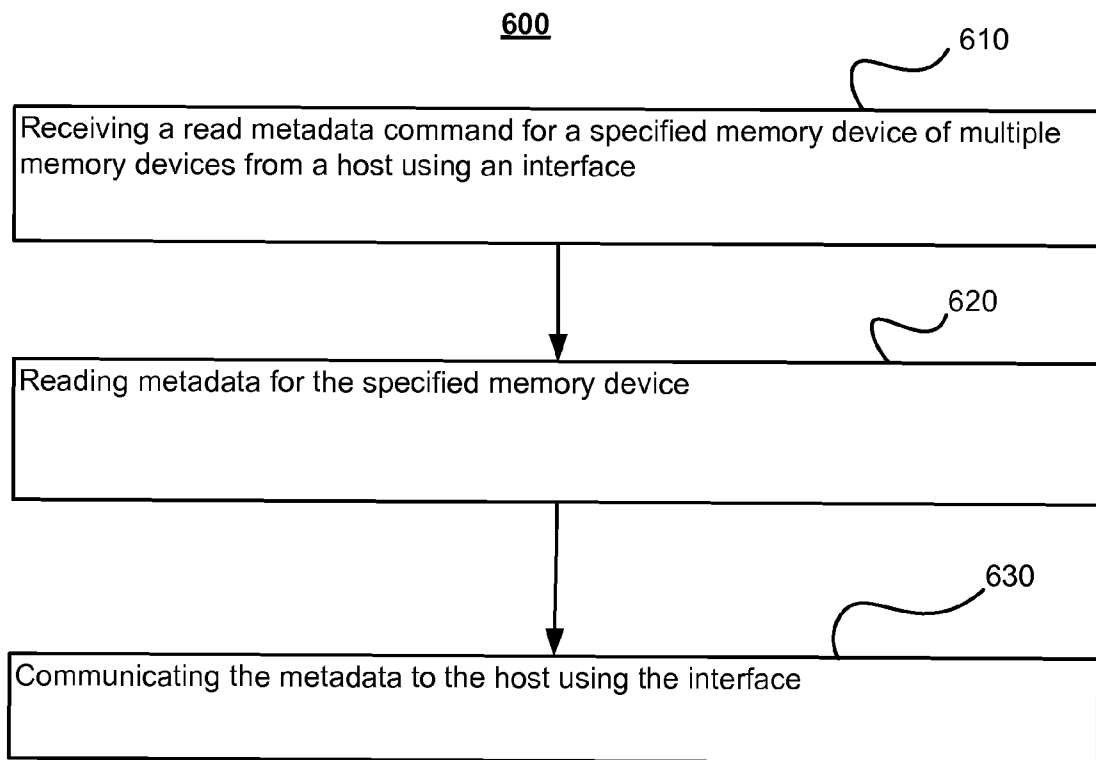 600
610
Receiving a read metadata command for a specified memory device of multiple
memory devices from a host using an interface
620
Reading metadata for the specified memory device
630
Communicating the metadata to the host using the interface